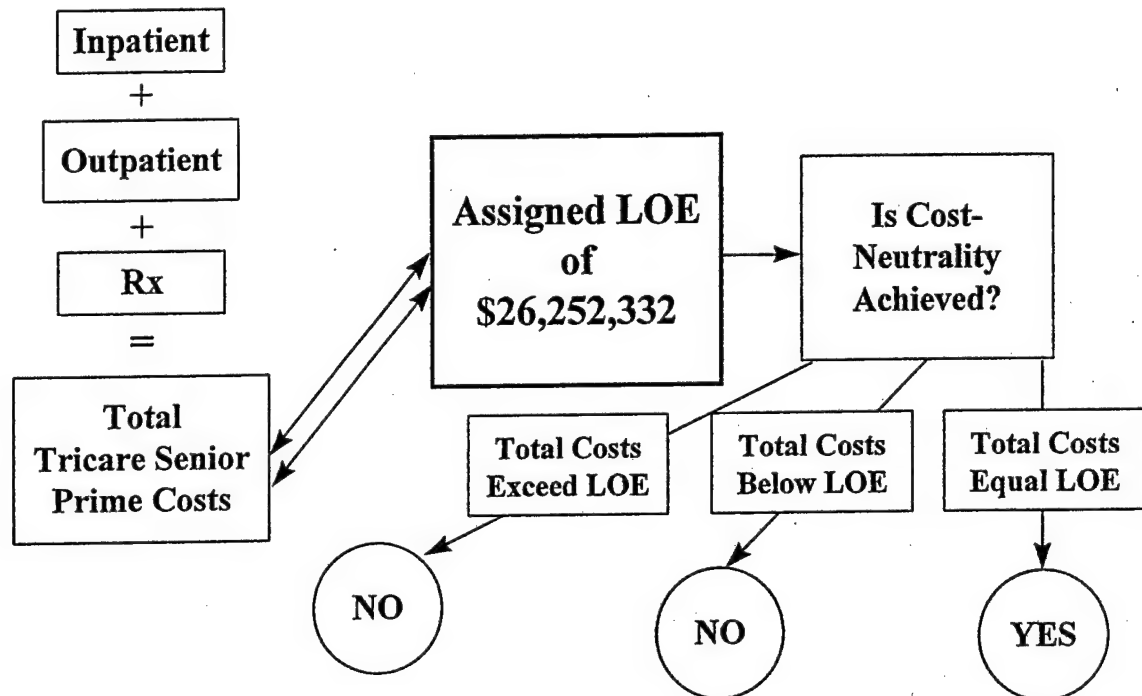 Inpatient
+
Outpatient
+
Rx
=
Total
Tricare Senior
Prime Costs
Assigned LOE
of
$26,252,332
Is Cost-
Neutrality
Achieved?
Total Costs
Exceed LOE
Total Costs
Below LOE
Total Costs
Equal LOE
NO
NO
YES